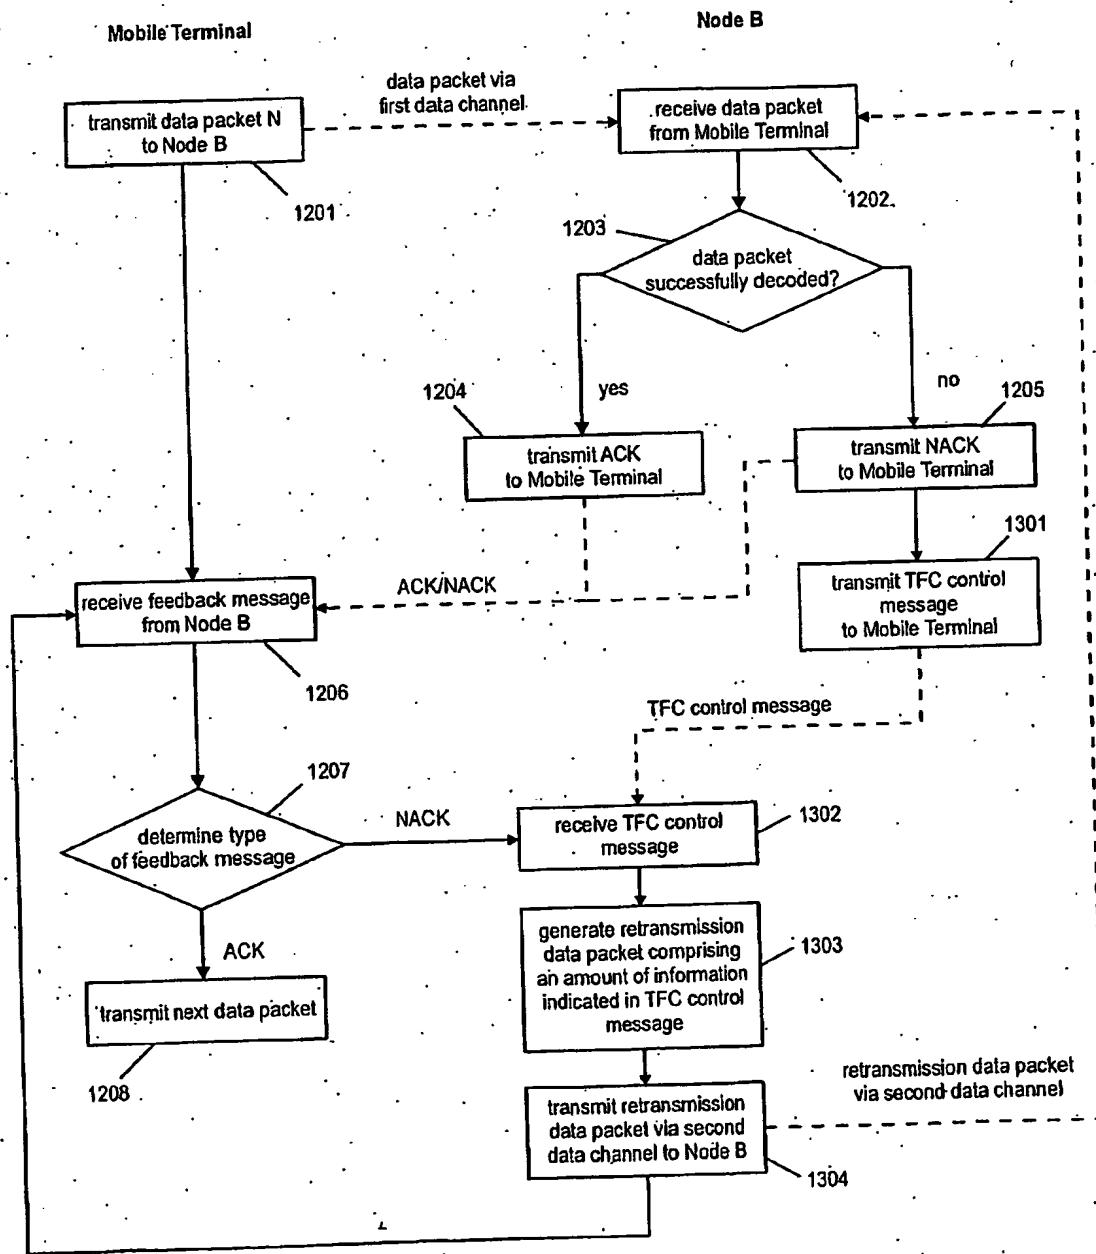 Mobile Terminal
Node B
data packet via
first data channel
transmit data packet N
to Node B
receive data packet
from Mobile Terminal
1201
1202
1203
data packet
successfully decoded?
yes
no
1204
1205
transmit ACK
to Mobile Terminal
transmit NACK
to Mobile Terminal
1301
ACK/NACK
transmit TFC control
message
to Mobile Terminal
receive feedback message
from Node B
1206
TFC control message
1207
NACK
1302
determine type
of feedback message
receive TFC control
message
ACK
generate retransmission
data packet comprising
an amount of information
indicated in TFC control
message
1303
transmit next data packet
1208
retransmission data packet
via second data channel
transmit retransmission
data packet via second
data channel to Node B
1304